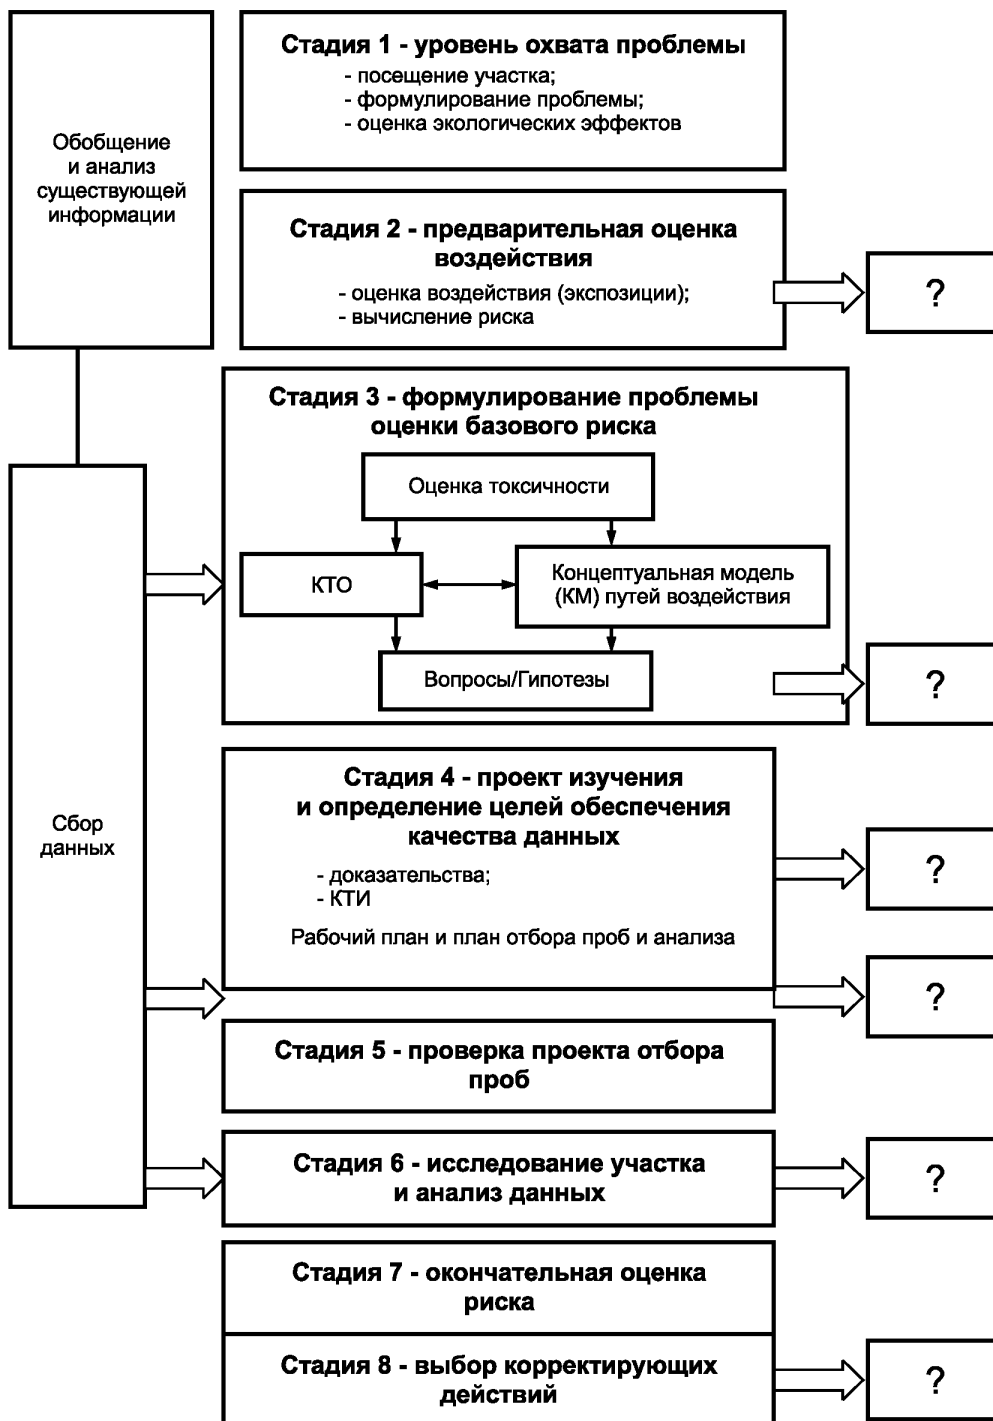 Обобщение
и анализ
существующей
информации
Стадия 1 - уровень охвата проблемы
- посещение участка;
- формулирование проблемы;
- оценка экологических эффектов
Стадия 2 - предварительная оценка
воздействия
- оценка воздействия (экспозиции);
- вычисление риска
?
Стадия 3 - формулирование проблемы
оценки базового риска
Оценка токсичности
КТО
Концептуальная модель
(КМ) путей воздействия
Вопросы/Гипотезы
?
Сбор
данных
Стадия 4 - проект изучения
и определение целей обеспечения
качества данных
- доказательства;
- КТИ
Рабочий план и план отбора проб и анализа
?
?
Стадия 5 - проверка проекта отбора
проб
Стадия 6 - исследование участка
и анализ данных
?
Стадия 7 - окончательная оценка
риска
Стадия 8 - выбор корректирующих
действий
?